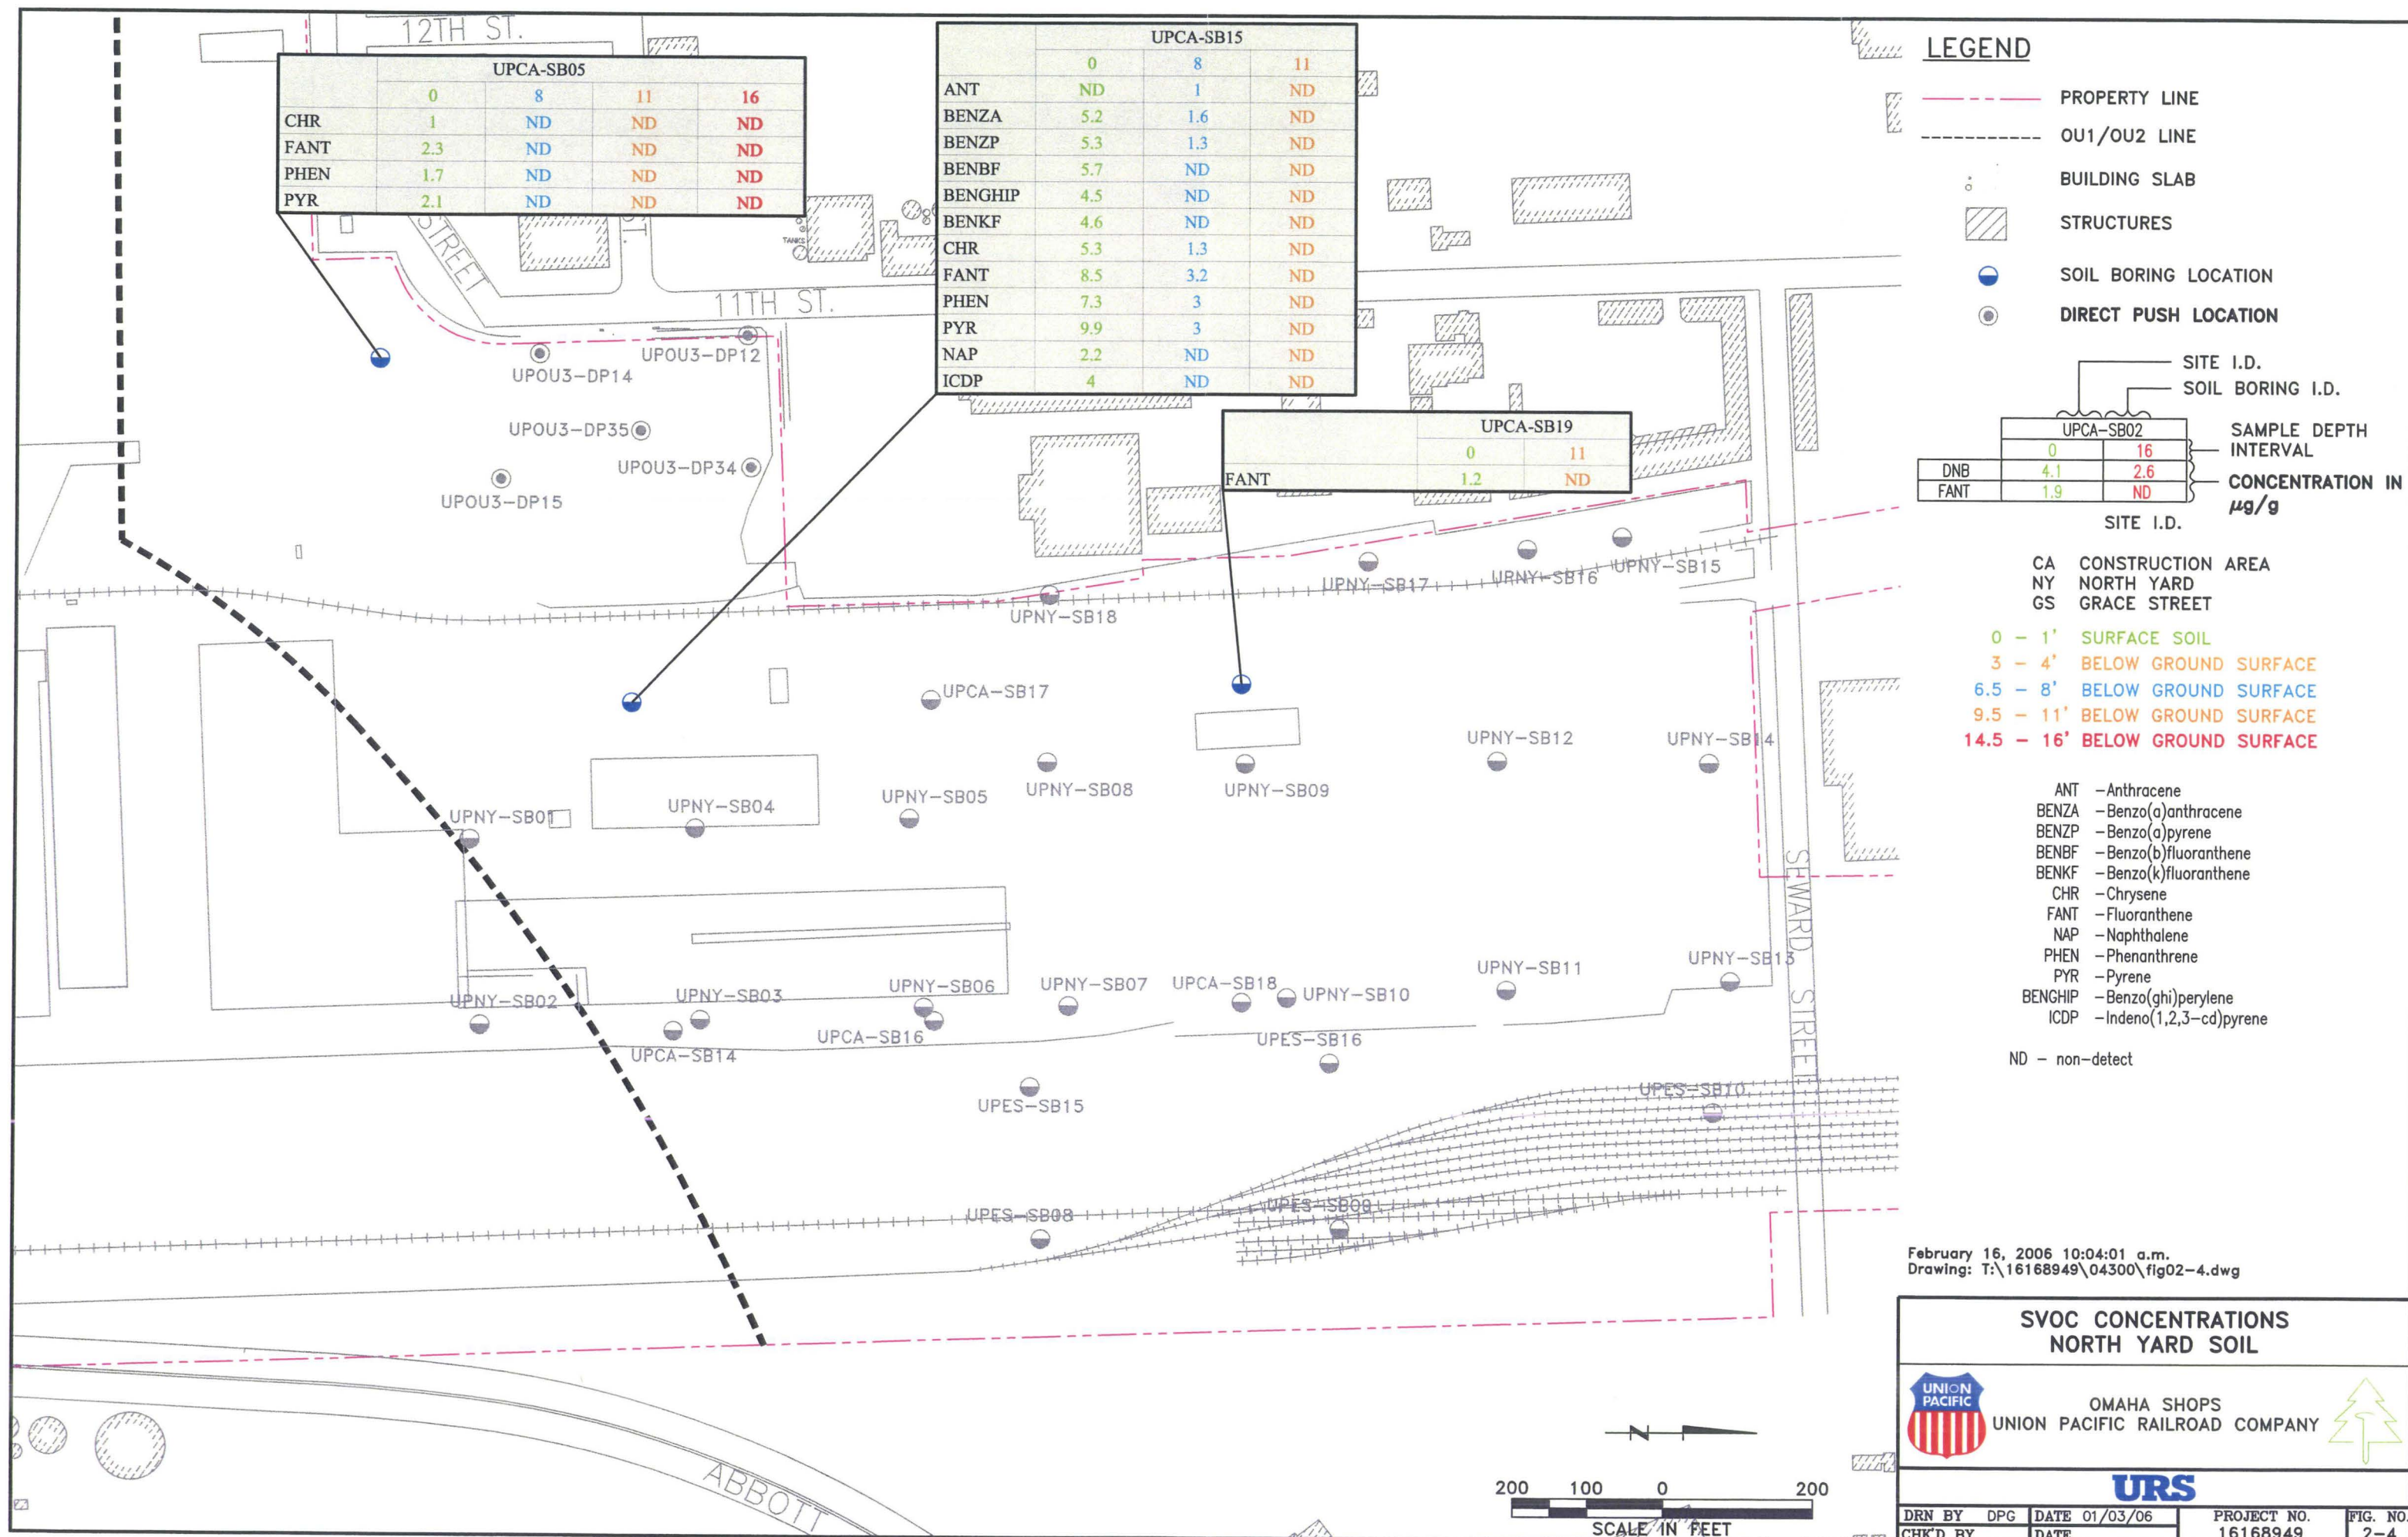 12TH ST.
UPCA-SB05
0 8 11 16
CHR 1 ND ND ND
FANT 2.3 ND ND ND
PHEN 1.7 ND ND ND
PYR 2.1 ND ND ND
UPCA-SB15
0 8 11
ANT ND 1 ND
BENZA 5.2 1.6 ND
BENZP 5.3 1.3 ND
BENBF 5.7 ND ND
BENGHIP 4.5 ND ND
BENKF 4.6 ND ND
CHR 5.3 1.3 ND
FANT 8.5 3.2 ND
PHEN 7.3 3 ND
PYR 9.9 3 ND
NAP 2.2 ND ND
ICDP 4 ND ND
UPCA-SB19
0 11
FANT 1.2 ND
STREET
TANKS
11TH ST.
UPOU3-DP14
UPOU3-DP12
UPOU3-DP35
UPOU3-DP34
UPOU3-DP15
UPNY-SB18
UPNY-SB17
UPNY-SB16
UPNY-SB15
UPCA-SB17
UPNY-SB12
UPNY-SB14
UPNY-SB01
UPNY-SB04
UPNY-SB05
UPNY-SB08
UPNY-SB09
SEWARD STREET
UPNY-SB02
UPNY-SB03
UPNY-SB06
UPNY-SB07
UPCA-SB18
UPNY-SB10
UPNY-SB11
UPNY-SB13
UPCA-SB14
UPCA-SB16
UPES-SB16
UPES-SB15
UPES-SB10
UPES-SB08
UPES-SB09
ABBOTT
N
200 100 0 200
SCALE IN FEET
LEGEND
PROPERTY LINE
OU1/OU2 LINE
BUILDING SLAB
STRUCTURES
SOIL BORING LOCATION
DIRECT PUSH LOCATION
SITE I.D.
SOIL BORING I.D.
UPCA-SB02
SAMPLE DEPTH
INTERVAL
0 16
DNB 4.1 2.6
FANT 1.9 ND
CONCENTRATION IN
µg/g
SITE I.D.
CA CONSTRUCTION AREA
NY NORTH YARD
GS GRACE STREET
0 - 1' SURFACE SOIL
3 - 4' BELOW GROUND SURFACE
6.5 - 8' BELOW GROUND SURFACE
9.5 - 11' BELOW GROUND SURFACE
14.5 - 16' BELOW GROUND SURFACE
ANT -Anthracene
BENZA -Benzo(a)anthracene
BENZP -Benzo(a)pyrene
BENBF -Benzo(b)fluoranthene
BENKF -Benzo(k)fluoranthene
CHR -Chrysene
FANT -Fluoranthene
NAP -Naphthalene
PHEN -Phenanthrene
PYR -Pyrene
BENGHIP -Benzo(ghi)perylene
ICDP -Indeno(1,2,3-cd)pyrene
ND - non-detect
February 16, 2006 10:04:01 a.m.
Drawing: T:\16168949\04300\fig02-4.dwg
SVOC CONCENTRATIONS
NORTH YARD SOIL
UNION
PACIFIC
OMAHA SHOPS
UNION PACIFIC RAILROAD COMPANY
URS
DRN BY DPG DATE 01/03/06 PROJECT NO. FIG. NO.
CHK'D BY DATE 16168949